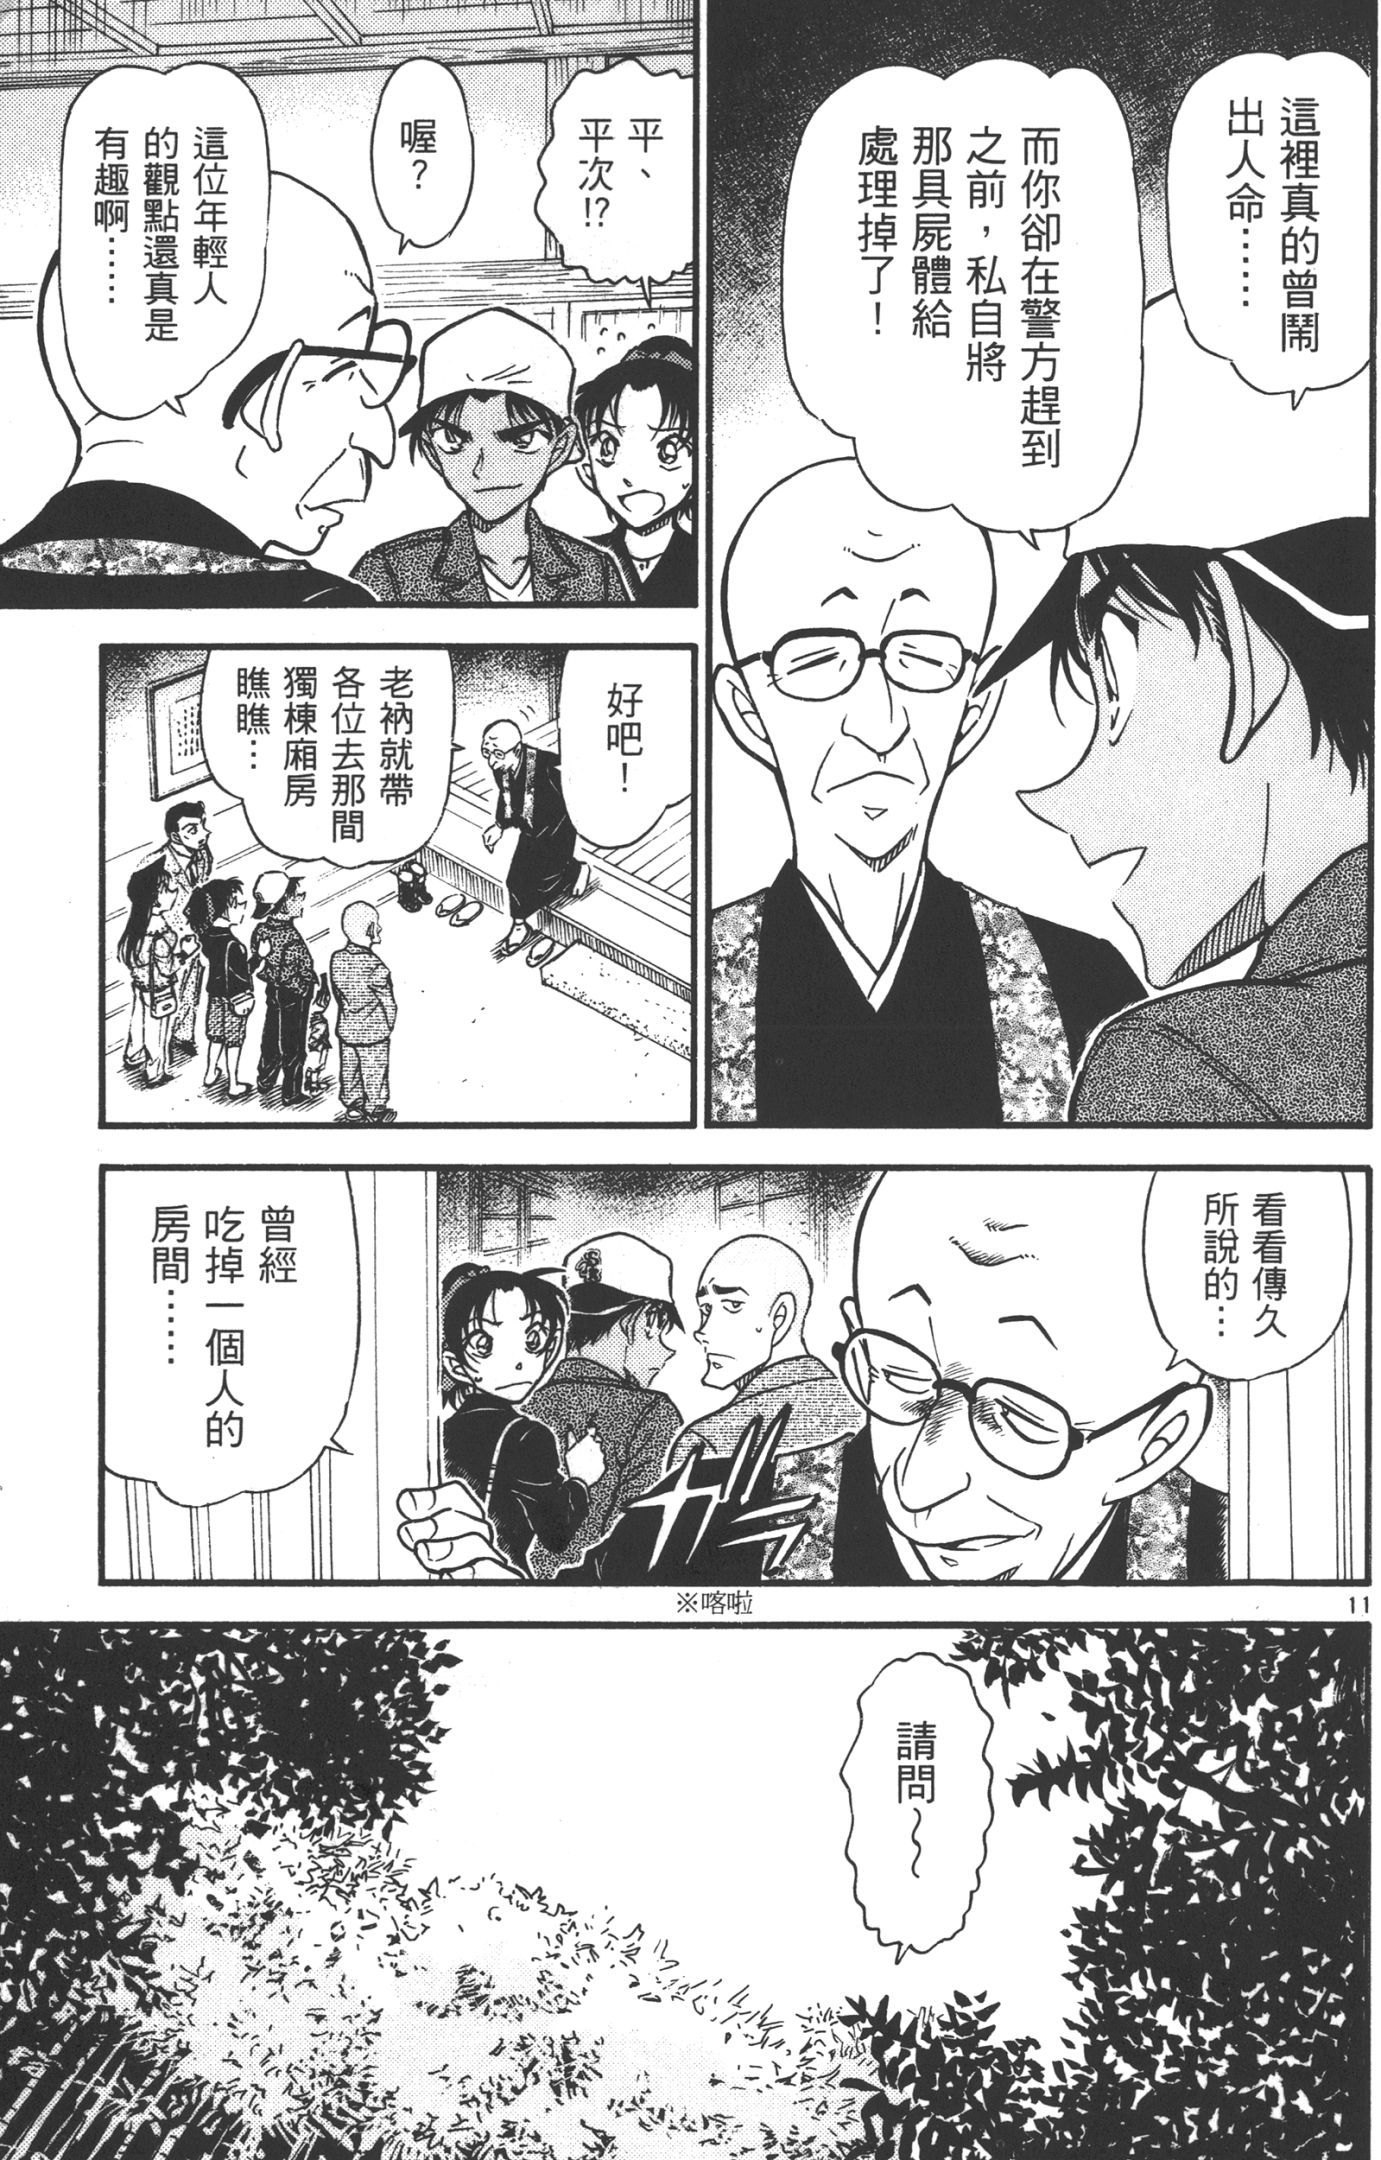 這裡真的曾鬧
出人命……
而你卻在警方趕到
之前，私自將
那具屍體給
處理掉了！
平、
平次!?
喔？
這位年輕人
的觀點還真是
有趣啊……
好吧！
老衲就帶
各位去那間
獨棟廂房
瞧瞧…
看看傳久
所說的…
曾經
吃掉一個人的
房間……
ガラ
※喀啦
11
請問～～